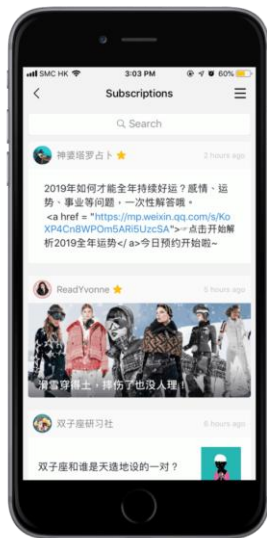 SMC HK 3:03 PM 60%
Subscriptions
Search
神婆塔罗占卜 2 hours ago
2019年如何才能全年持续好运?感情、运
势、事业等问题,一次性解答哦。
<a href = "https://mp.weixin.qq.com/s/Ko
XP4Cn8WPOm5ARi5UzcSA">☞点击开始解
析2019全年运势</ a>今日预约开始啦~
ReadYvonne 5 hours ago
滑雪穿得土,摔伤了也没人理!
双子座研习社 6 hours ago
双子座和谁是天造地设的一对?